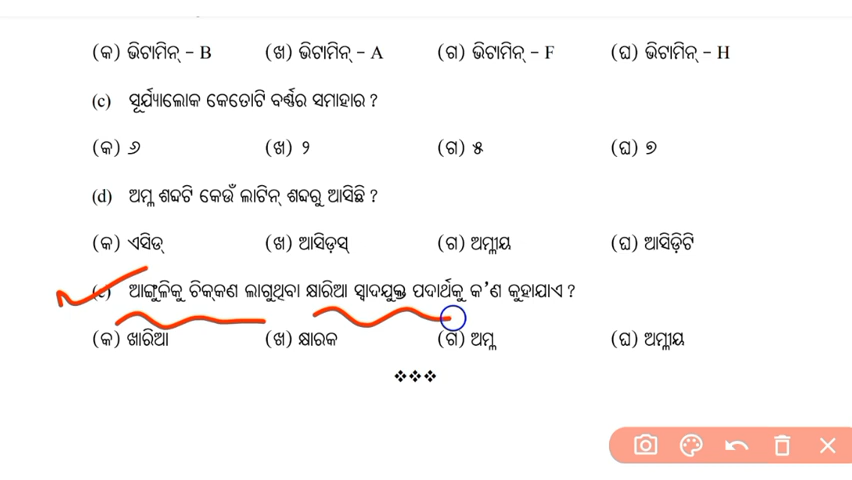 (କ) ଭିଟାମିନ୍ – B (ଖ) ଭିଟାମିନ୍ – A (ଗ) ଭିଟାମିନ୍ – F (ଘ) ଭିଟାମିନ୍ – H
(c) ସୂର୍ଯ୍ୟାଲୋକ କେତୋଟି ବର୍ଣ୍ଣର ସମାହାର ?
(କ) ୬ (ଖ) ୨ (ଗ) ୫ (ଘ) ୭
(d) ଅମ୍ଳ ଶବ୍ଦଟି କେଉଁ ଲାଟିନ୍ ଶବ୍ଦରୁ ଆସିଛି ?
(କ) ଏସିଡ୍ (ଖ) ଆସିଡ଼ସ୍ (ଗ) ଅମ୍ଳୀୟ (ଘ) ଆସିଡ଼ିଟି
(e) ଆଙ୍ଗୁଳିକୁ ଚିକ୍‌କଣ ଲାଗୁଥିବା କ୍ଷାରିଆ ସ୍ୱାଦଯୁକ୍ତ ପଦାର୍ଥକୁ କ'ଣ କୁହାଯାଏ ?
(କ) ଖାରିଆ (ଖ) କ୍ଷାରକ (ଗ) ଅମ୍ଳ (ଘ) ଅମ୍ଳୀୟ